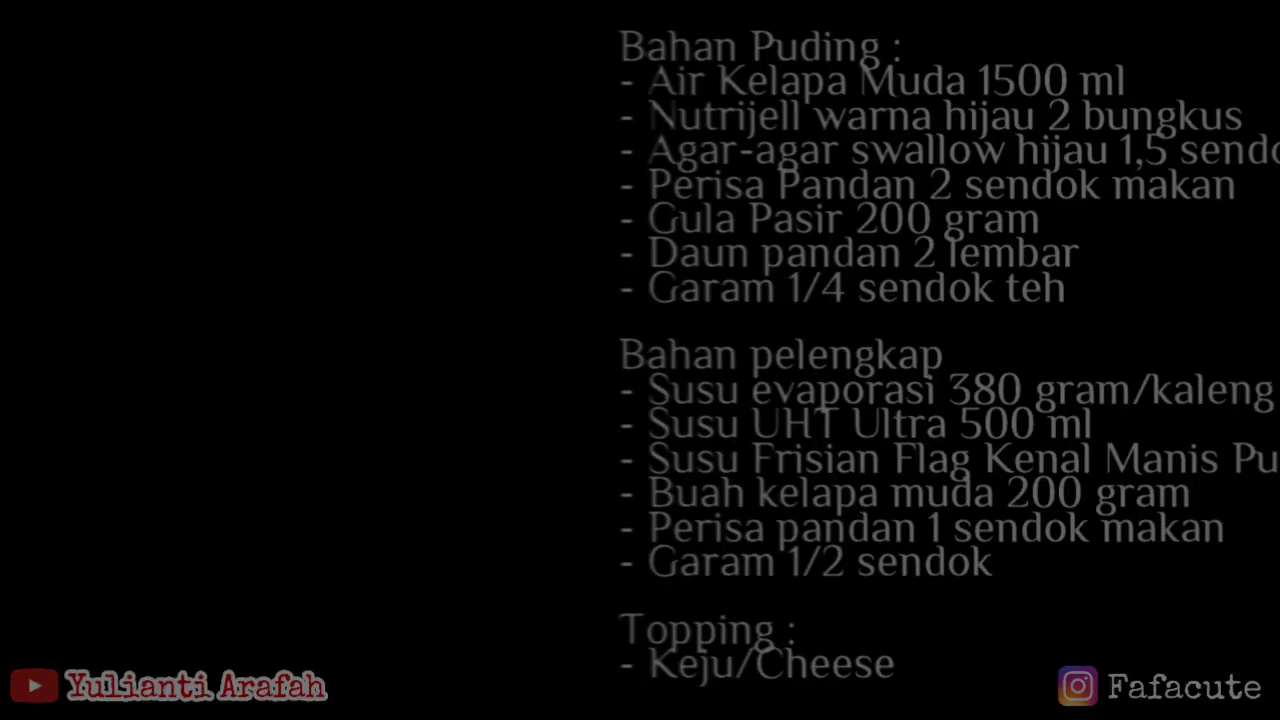 Bahan Puding :
- Air Kelapa Muda 1500 ml
- Nutrijell warna hijau 2 bungkus
- Agar-agar swallow hijau 1,5
- Perisa Pandan 2 sendok makan
- Gula Pasir 200 gram
- Daun pandan 2 lembar
- Garam 1/4 sendok teh
Bahan pelengkap
- Susu evaporasi 380 gram/kaleng
- Susu UHT Ultra 500 ml
- Susu Frisian Flag Kenal Manis
- Buah kelapa muda 200 gram
- Perisa pandan 1 sendok makan
- Garam 1/2 sendok
Topping :
- Keju/Cheese
Yulianti Arafah
Fafacute